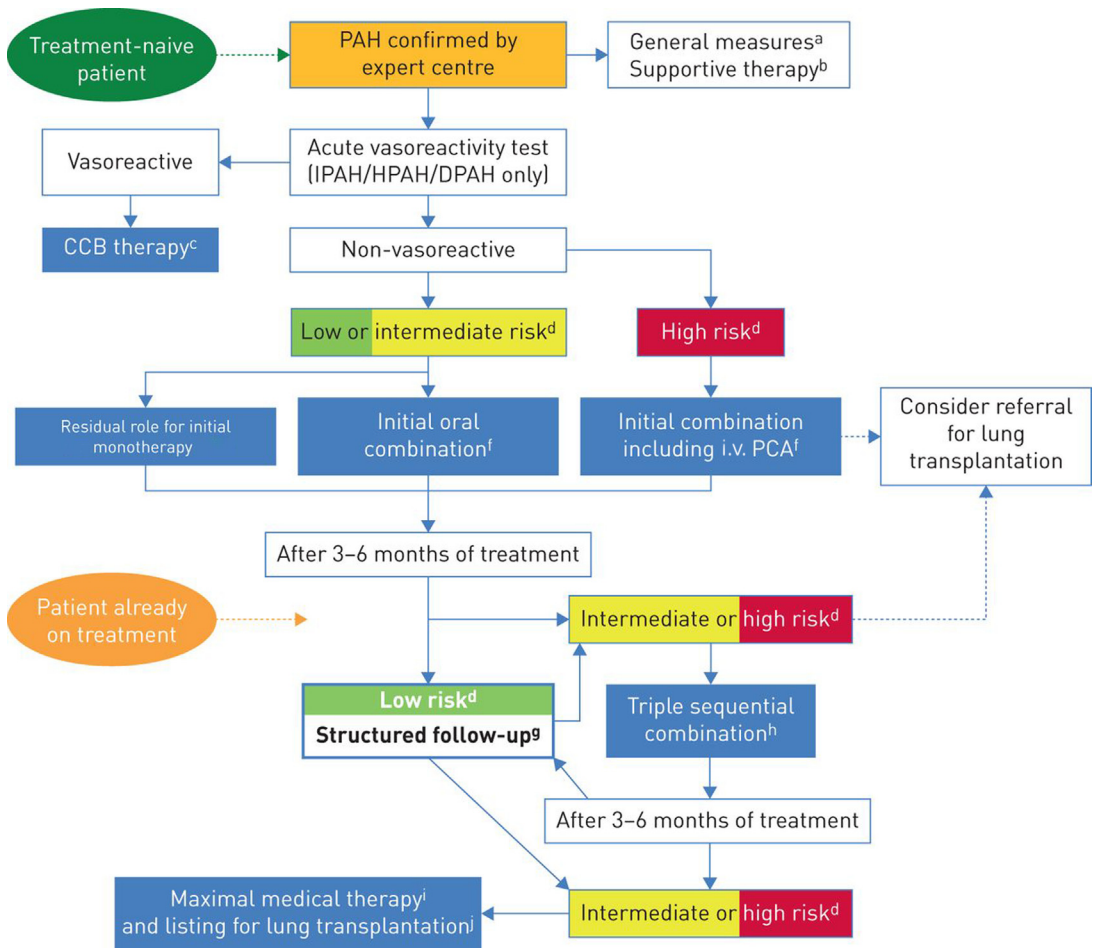 Treatment-naive
patient
PAH confirmed by
expert centre
General measuresᵃ
Supportive therapyᵇ
Vasoreactive
Acute vasoreactivity test
(IPAH/HPAH/DPAH only)
CCB therapyᶜ
Non-vasoreactive
Low or intermediate riskᵈ
High riskᵈ
Residual role for initial
monotherapy
Initial oral
combinationᶠ
Initial combination
including i.v. PCAᶠ
Consider referral
for lung
transplantation
After 3–6 months of treatment
Patient already
on treatment
Intermediate or high riskᵈ
Low riskᵈ
Structured follow-upᵍ
Triple sequential
combinationʰ
After 3–6 months of treatment
Maximal medical therapyⁱ
and listing for lung transplantationʲ
Intermediate or high riskᵈ